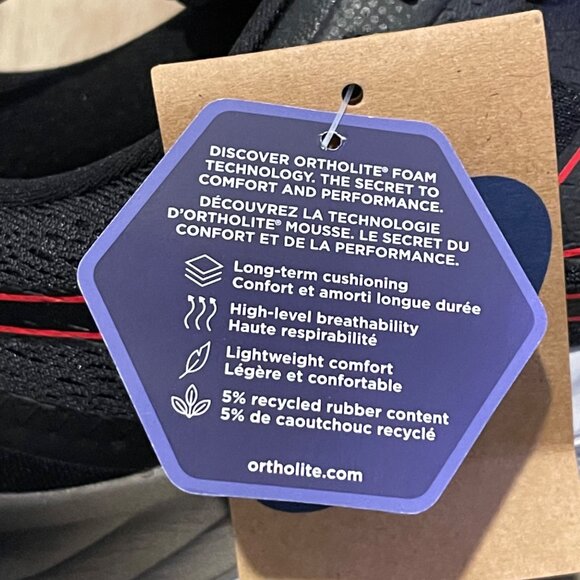 DISCOVER ORTHOLITE® FOAM
TECHNOLOGY. THE SECRET TO
COMFORT AND PERFORMANCE.
DÉCOUVREZ LA TECHNOLOGIE
D'ORTHOLITE® MOUSSE. LE SECRET DU
CONFORT ET DE LA PERFORMANCE.
Long-term cushioning
Confort et amorti longue durée
High-level breathability
Haute respirabilité
Lightweight comfort
Légère et confortable
5% recycled rubber content
5% de caoutchouc recyclé
ortholite.com